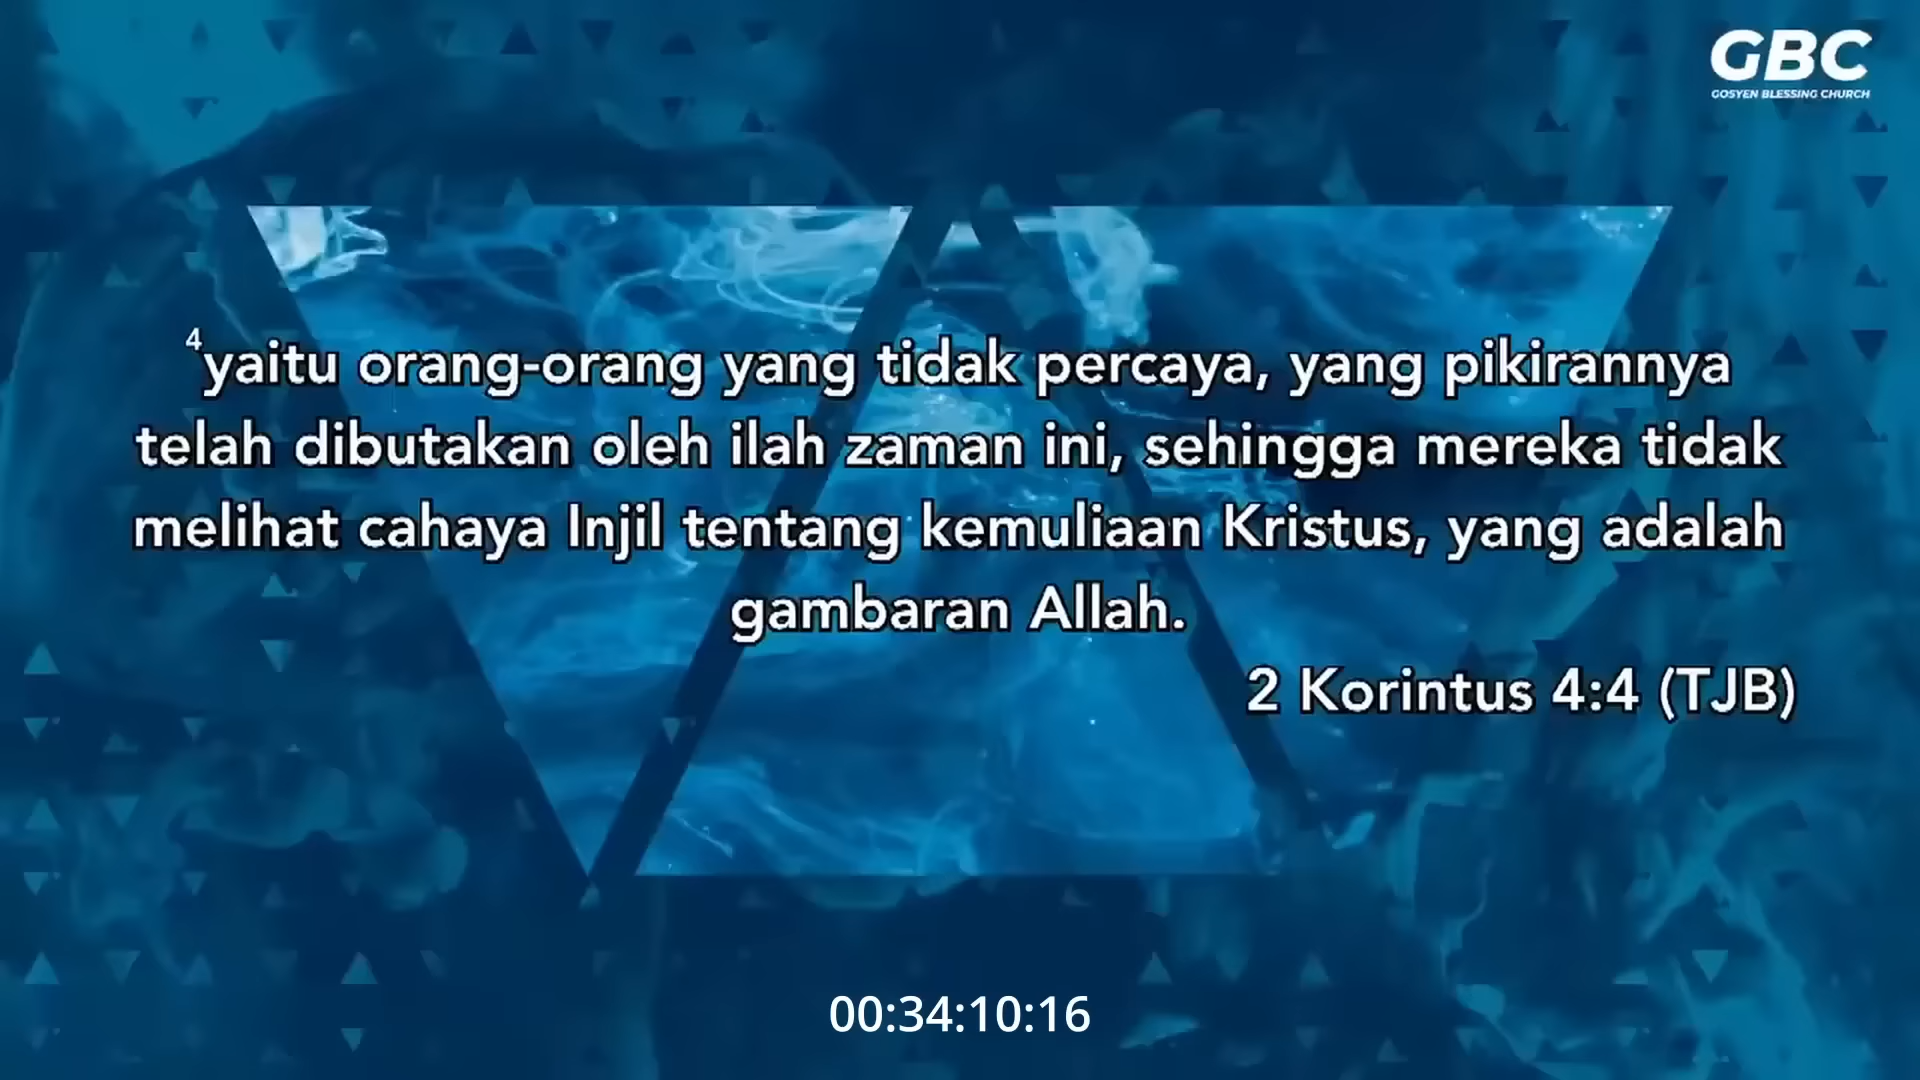 GBC
GOSYEN BLESSING CHURCH
4yaitu orang-orang yang tidak percaya, yang pikirannya
telah dibutakan oleh ilah zaman ini, sehingga mereka tidak
melihat cahaya Injil tentang kemuliaan Kristus, yang adalah
gambaran Allah.
2 Korintus 4:4 (TJB)
00:34:10:16